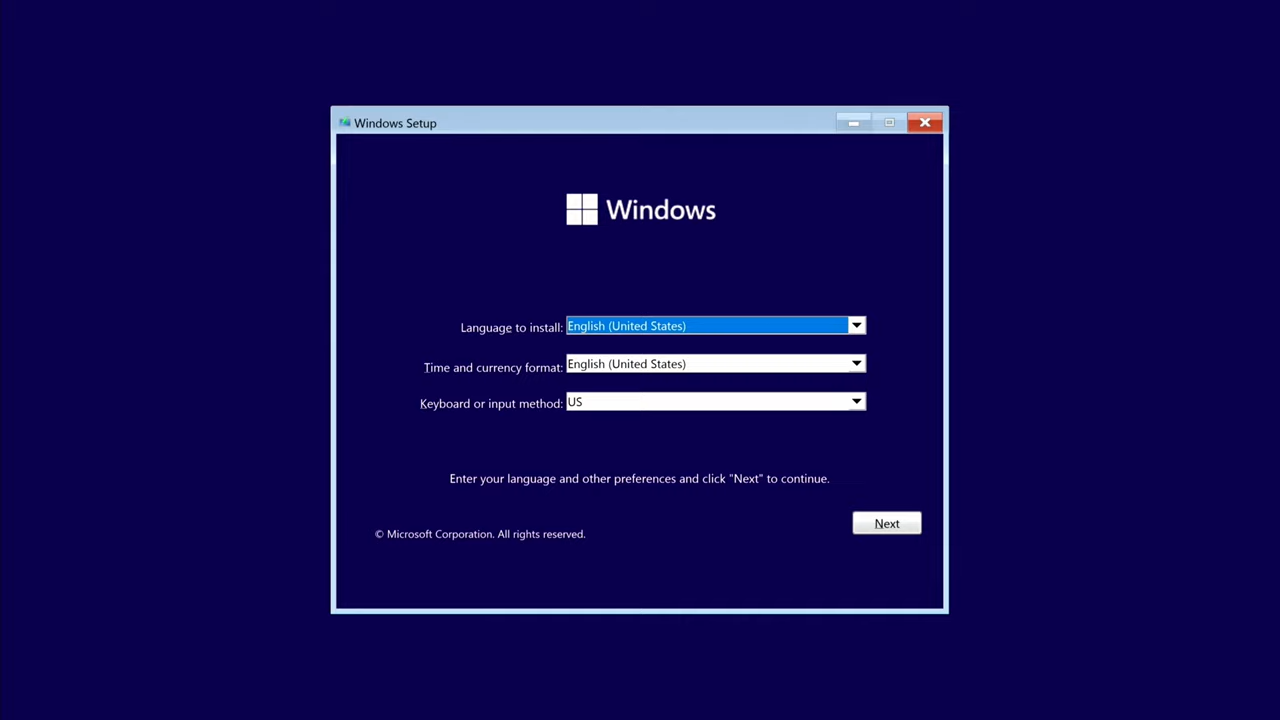 Windows Setup
Windows
Language to install: English (United States)
Time and currency format: English (United States)
Keyboard or input method: US
Enter your language and other preferences and click "Next" to continue.
Next
© Microsoft Corporation. All rights reserved.